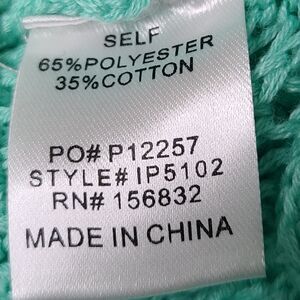 SELF
65%POLYESTER
35%COTTON
PO# P12257
STYLE# IP5102
RN# 156832
MADE IN CHINA